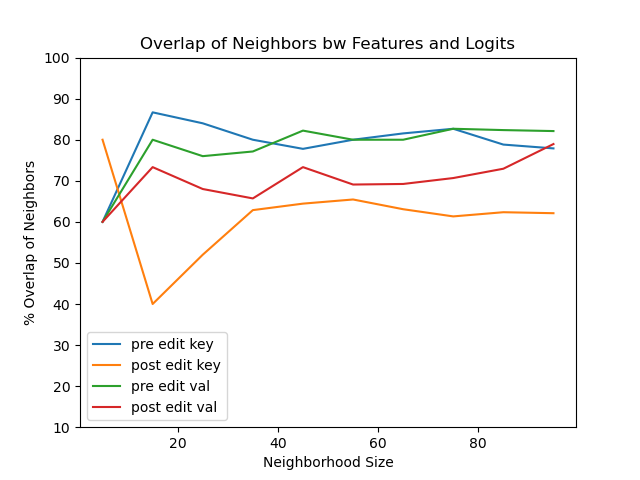 Overlap of Neighbors bw Features and Logits
100
90
80
70
60
50
40
30
20
10
% Overlap of Neighbors
pre edit key
post edit key
pre edit val
post edit val
20 40 60 80
Neighborhood Size